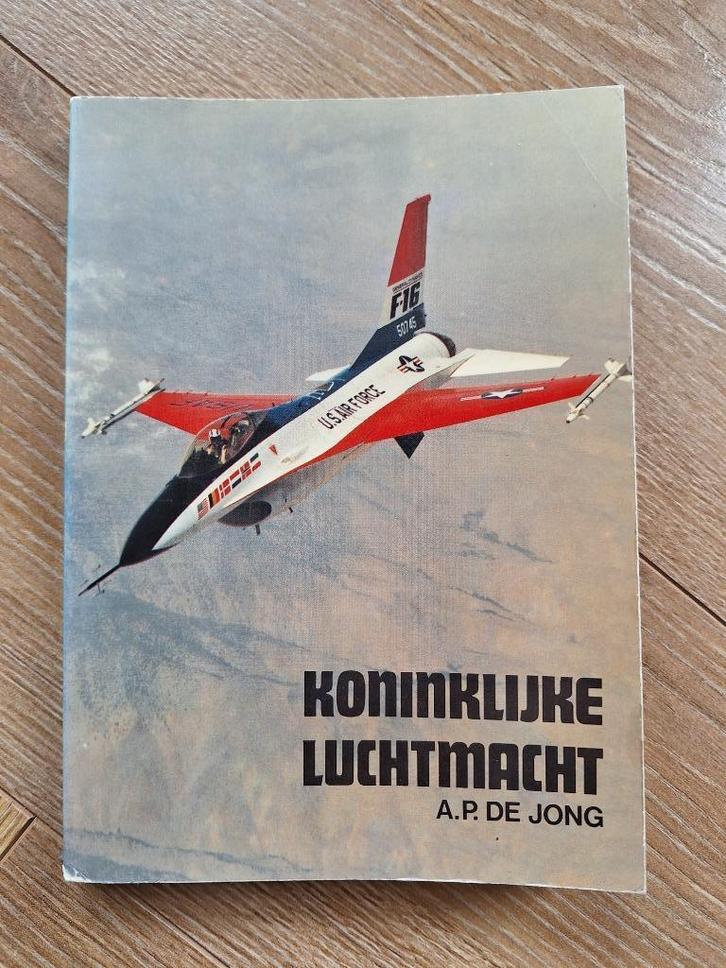 F-16
50745
U.S. AIR FORCE
KONINKLIJKE
LUCHTMACHT
A.P. DE JONG